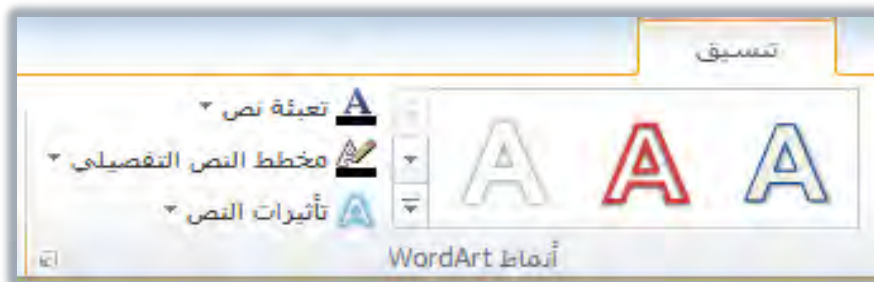 تنسيق
تعبئة نص
مخطط النص التفصيلي
تأثيرات النص
أنماط WordArt